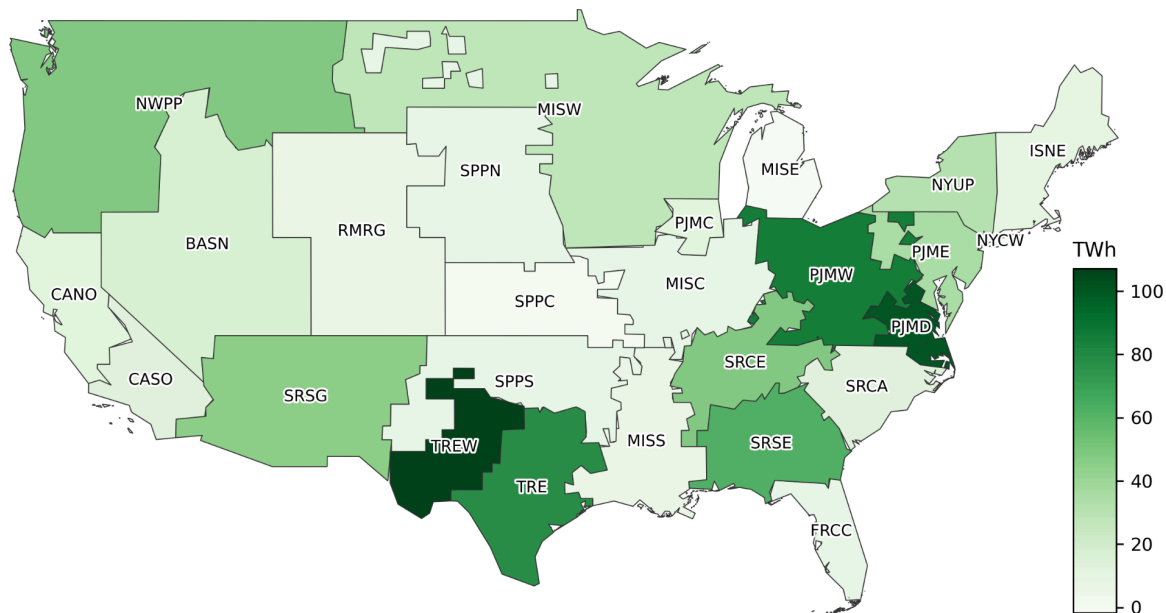 NWPP
MISW
ISNE
SPPN
MISE
NYUP
PJMC
BASN
RMRG
NYCW
PJME
TWh
PJMW
MISC
CANO
SPPC
100
PJMD
80
SRCE
CASO
SPPS
SRCA
SRSG
60
TREW
MISS
SRSE
40
TRE
FRCC
20
0